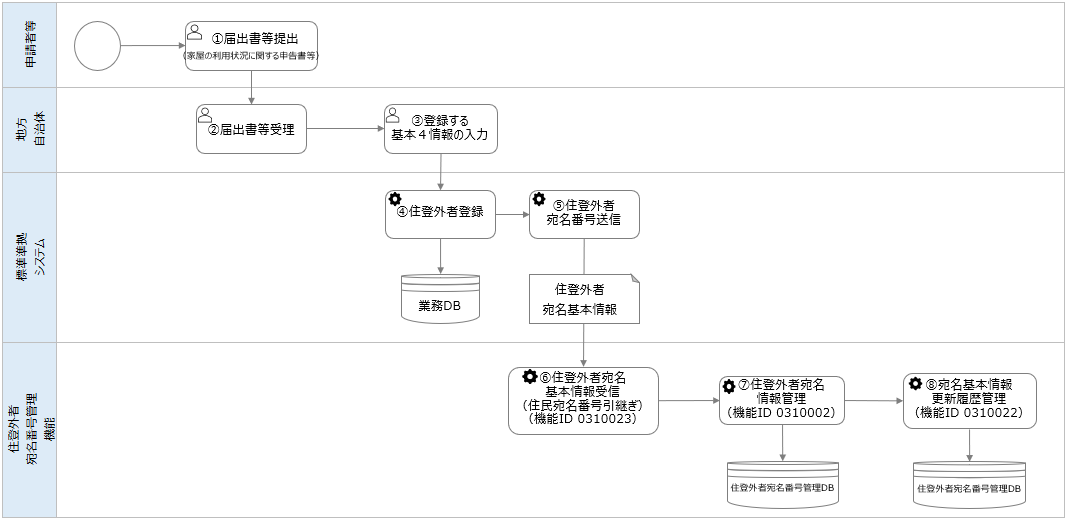 申請者等
①届出書等提出
(家屋の利用状況に関する申告書等)
地方
自治体
②届出書等受理
③登録する
基本４情報の入力
標準準拠
システム
④住登外者登録
⑤住登外者
宛名番号送信
業務DB
住登外者
宛名基本情報
住登外者
宛名番号管理
機能
⑥住登外者宛名
基本情報受信
（住民宛名番号引継ぎ）
（機能ID 0310023）
⑦住登外者宛名
情報管理
（機能ID 0310002）
⑧宛名基本情報
更新履歴管理
（機能ID 0310022）
住登外者宛名番号管理DB
住登外者宛名番号管理DB